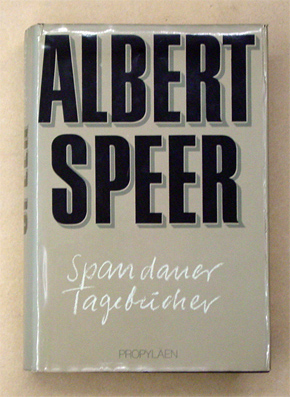 ALBERT
SPEER
Spandauer
Tagebücher
PROPYLÄEN